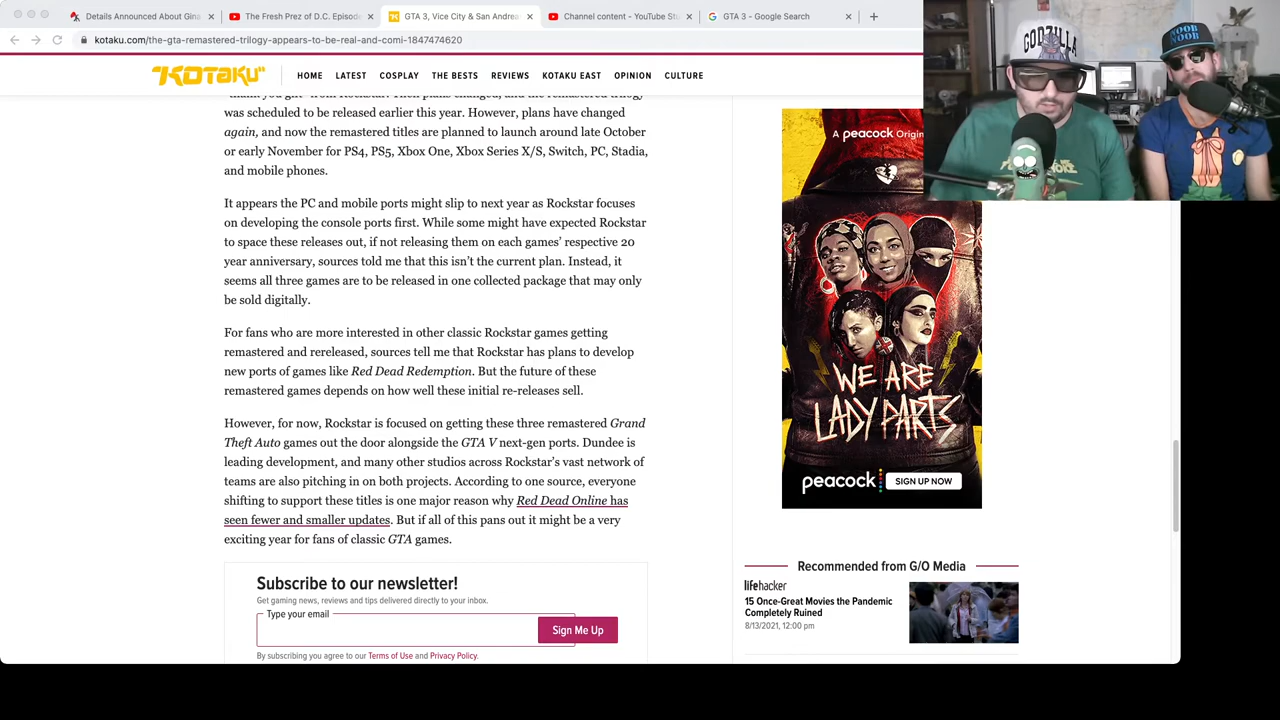 Details Announced About Gina
The Fresh Prez of D.C. Episode
GTA 3, Vice City & San Andrea
Channel content - YouTube Stu
GTA 3 - Google Search
kotaku.com/the-gta-remastered-trilogy-appears-to-be-real-and-comi-1847474620
"KOTAKU"
HOME
LATEST
COSPLAY
THE BESTS
REVIEWS
KOTAKU EAST
OPINION
CULTURE
was scheduled to be released earlier this year. However, plans have changed
again, and now the remastered titles are planned to launch around late October
or early November for PS4, PS5, Xbox One, Xbox Series X/S, Switch, PC, Stadia,
and mobile phones.
It appears the PC and mobile ports might slip to next year as Rockstar focuses
on developing the console ports first. While some might have expected Rockstar
to space these releases out, if not releasing them on each games' respective 20
year anniversary, sources told me that this isn't the current plan. Instead, it
seems all three games are to be released in one collected package that may only
be sold digitally.
For fans who are more interested in other classic Rockstar games getting
remastered and rereleased, sources tell me that Rockstar has plans to develop
new ports of games like Red Dead Redemption. But the future of these
remastered games depends on how well these initial re-releases sell.
However, for now, Rockstar is focused on getting these three remastered Grand
Theft Auto games out the door alongside the GTA V next-gen ports. Dundee is
leading development, and many other studios across Rockstar's vast network of
teams are also pitching in on both projects. According to one source, everyone
shifting to support these titles is one major reason why Red Dead Online has
seen fewer and smaller updates. But if all of this pans out it might be a very
exciting year for fans of classic GTA games.
Subscribe to our newsletter!
Get gaming news, reviews and tips delivered directly to your inbox.
Type your email
Sign Me Up
By subscribing you agree to our Terms of Use and Privacy Policy.
A peacock Origin
WE ARE
LADY PARTS
peacock
SIGN UP NOW
Recommended from G/O Media
lifehacker
15 Once-Great Movies the Pandemic
Completely Ruined
8/13/2021, 12:00 pm
GODZILLA
NOOB
NOOB